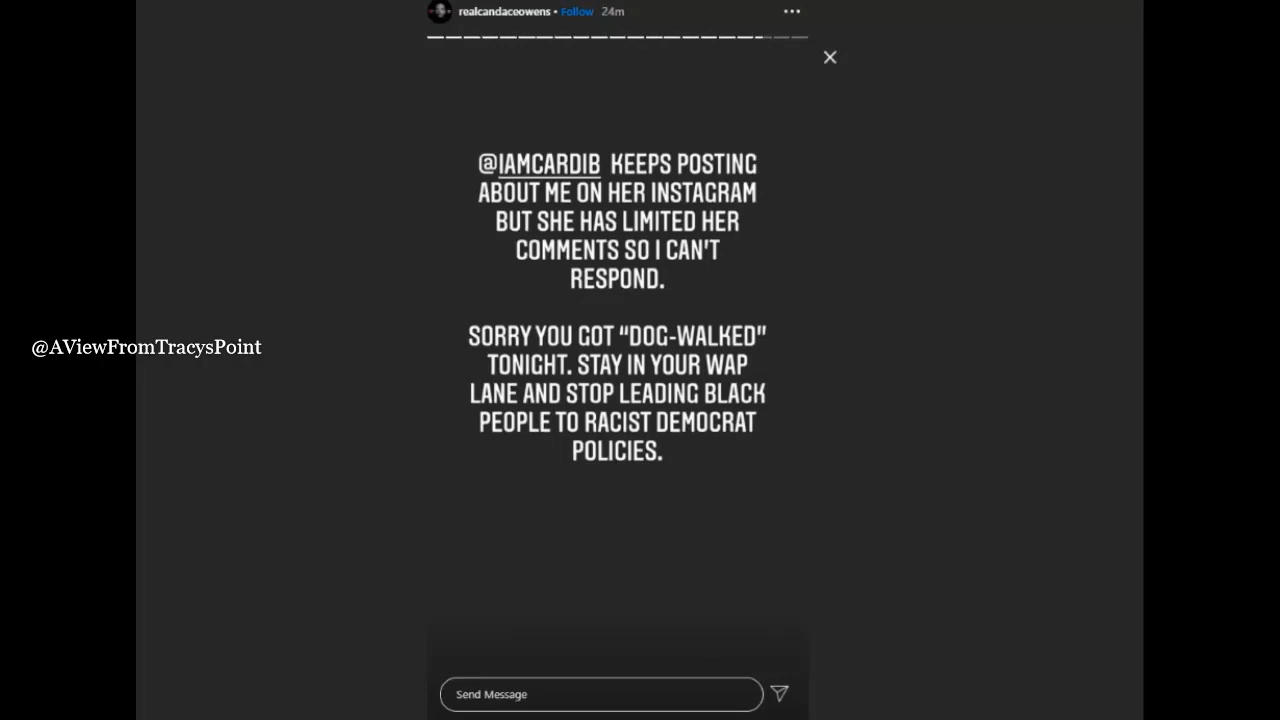 realcandaceowens • Follow 24m
@IAMCARDIB KEEPS POSTING
ABOUT ME ON HER INSTAGRAM
BUT SHE HAS LIMITED HER
COMMENTS SO I CAN'T
RESPOND.
SORRY YOU GOT “DOG-WALKED”
TONIGHT. STAY IN YOUR WAP
LANE AND STOP LEADING BLACK
PEOPLE TO RACIST DEMOCRAT
POLICIES.
@AViewFromTracysPoint
Send Message